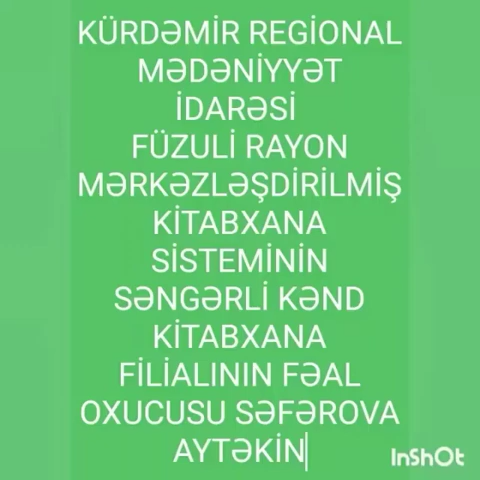 KÜRDƏMİR REGİONAL
MƏDƏNİYYƏT
İDARƏSİ
FÜZULİ RAYON
MƏRKƏZLƏŞDİRİLMİŞ
KİTABXANA
SİSTEMİNİN
SƏNGƏRLİ KƏND
KİTABXANA
FİLİALININ FƏAL
OXUCUSU SƏFƏROVA
AYTƏKİN
InShOt